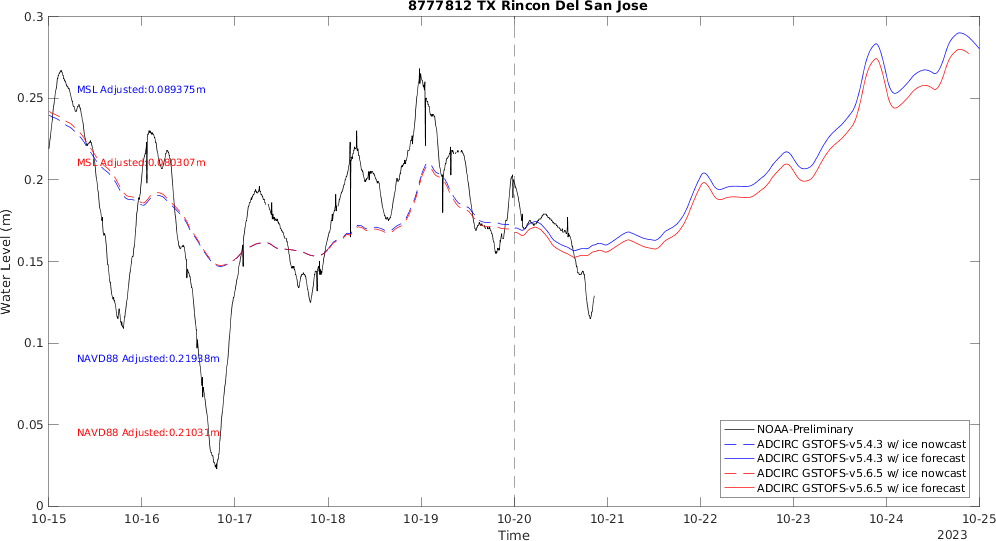 8777812 TX Rincon Del San Jose
0.3
0.25
0.2
0.15
0.1
0.05
0
Water Level (m)
MSL Adjusted:0.089375m
MSL Adjusted:0.080307m
NAVD88 Adjusted:0.21938m
NAVD88 Adjusted:0.21031m
NOAA-Preliminary
ADCIRC GSTOFS-v5.4.3 w/ ice nowcast
ADCIRC GSTOFS-v5.4.3 w/ ice forecast
ADCIRC GSTOFS-v5.6.5 w/ ice nowcast
ADCIRC GSTOFS-v5.6.5 w/ ice forecast
10-15 10-16 10-17 10-18 10-19 10-20 10-21 10-22 10-23 10-24 10-25
Time
2023